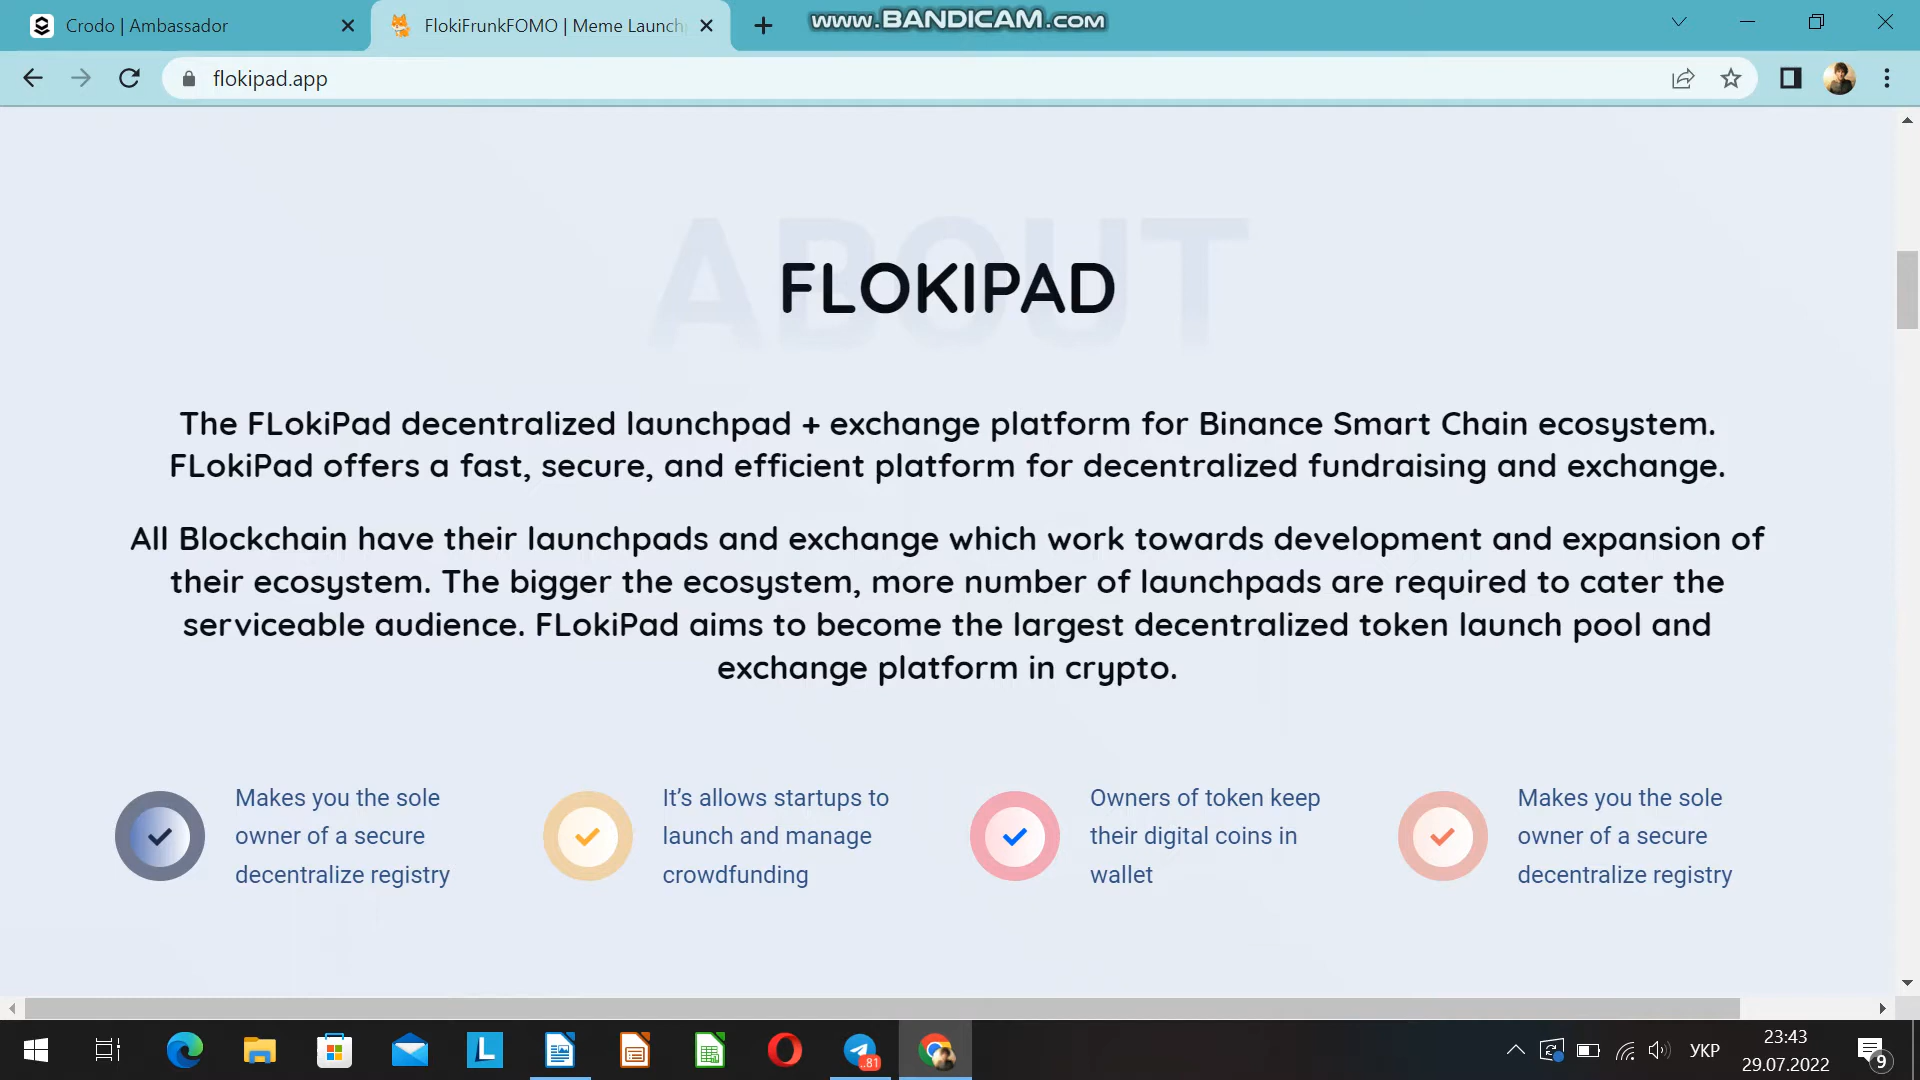 Crodo | Ambassador
FlokiFrunkFOMO | Meme Launch
www.BANDICAM.com
flokipad.app
ABOUT
FLOKIPAD
The FLokiPad decentralized launchpad + exchange platform for Binance Smart Chain ecosystem.
FLokiPad offers a fast, secure, and efficient platform for decentralized fundraising and exchange.
All Blockchain have their launchpads and exchange which work towards development and expansion of
their ecosystem. The bigger the ecosystem, more number of launchpads are required to cater the
serviceable audience. FLokiPad aims to become the largest decentralized token launch pool and
exchange platform in crypto.
Makes you the sole
owner of a secure
decentralize registry
It's allows startups to
launch and manage
crowdfunding
Owners of token keep
their digital coins in
wallet
Makes you the sole
owner of a secure
decentralize registry
L
..81
УКР
23:43
29.07.2022
9